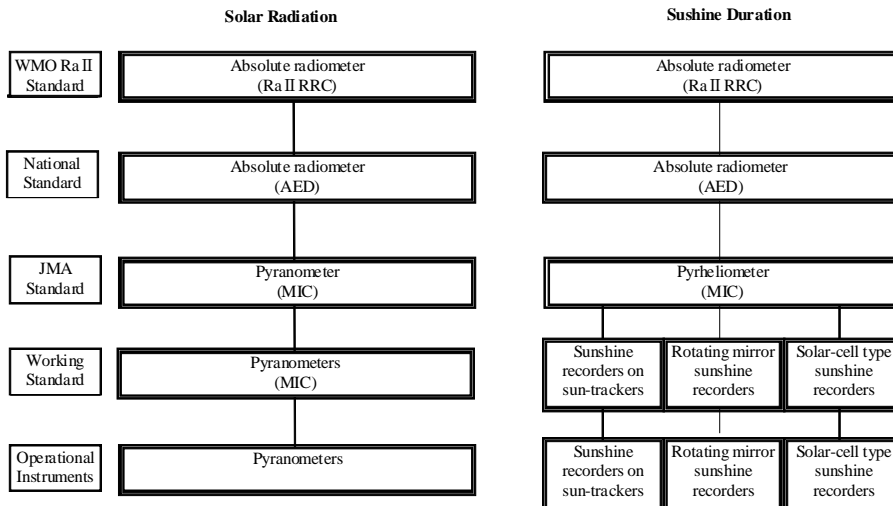 Solar Radiation
Sushine Duration
WMO Ra II
Standard
Absolute radiometer
(Ra II RRC)
Absolute radiometer
(Ra II RRC)
National
Standard
Absolute radiometer
(AED)
Absolute radiometer
(AED)
JMA
Standard
Pyranometer
(MIC)
Pyrheliometer
(MIC)
Working
Standard
Pyranometers
(MIC)
Sunshine
recorders on
sun-trackers
Rotating mirror
sunshine
recorders
Solar-cell type
sunshine
recorders
Operational
Instruments
Pyranometers
Sunshine
recorders on
sun-trackers
Rotating mirror
sunshine
recorders
Solar-cell type
sunshine
recorders